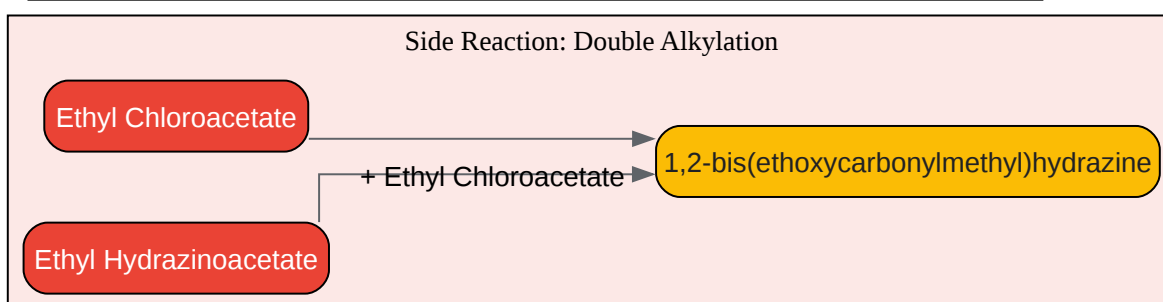 Side Reaction: Double Alkylation
Ethyl Chloroacetate
1,2-bis(ethoxycarbonylmethyl)hydrazine
+ Ethyl Chloroacetate
Ethyl Hydrazinoacetate